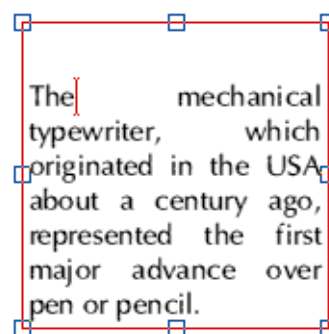 The mechanical
typewriter, which
originated in the USA
about a century ago,
represented the first
major advance over
pen or pencil.